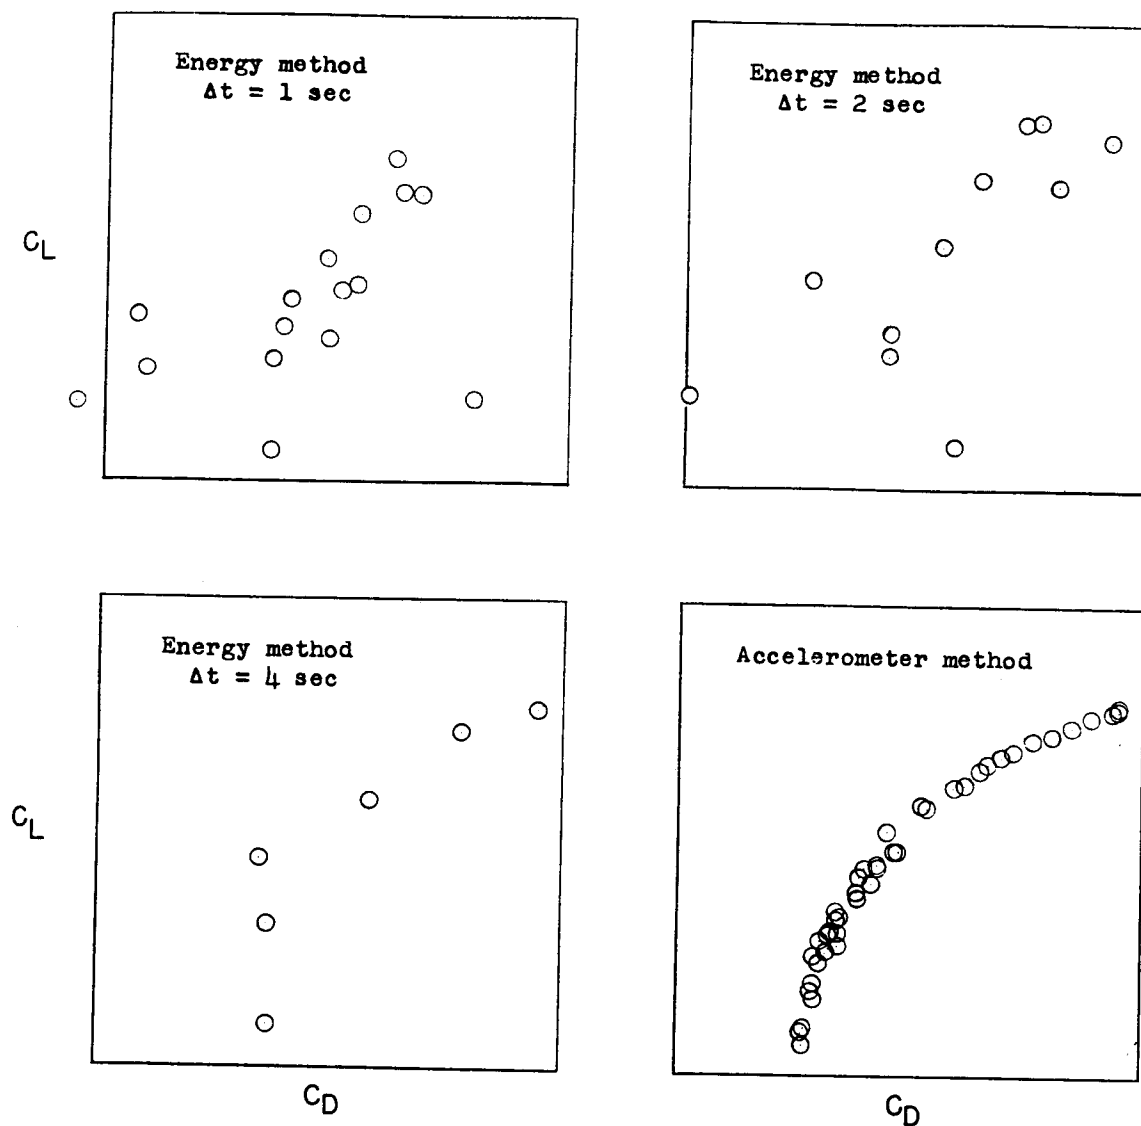 Energy method
Δt = 1 sec
Energy method
Δt = 2 sec
C_L
Energy method
Δt = 4 sec
Accelerometer method
C_L
C_D
C_D